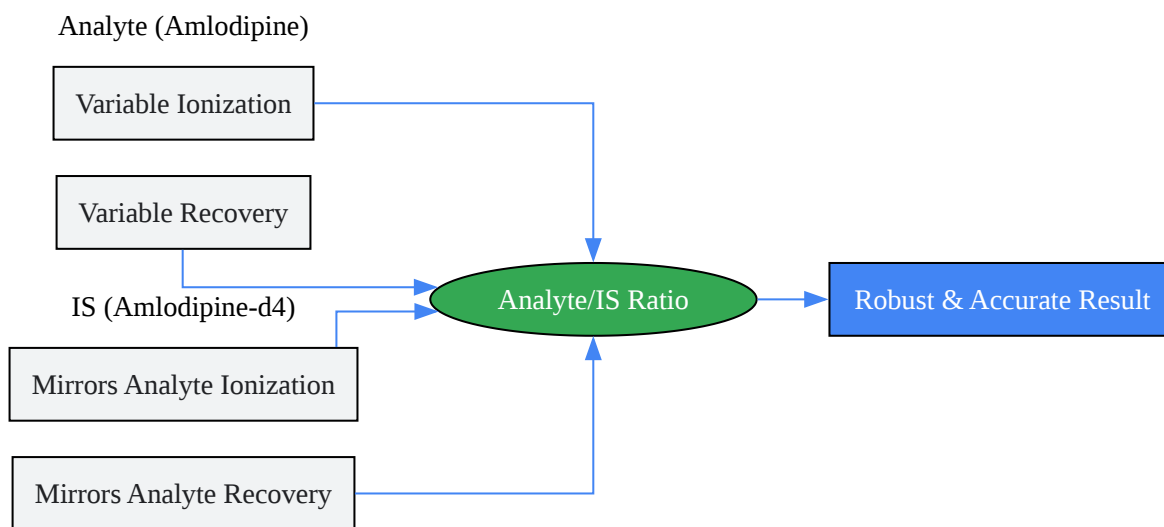 Analyte (Amlodipine)
Variable Ionization
Variable Recovery
IS (Amlodipine-d4)
Mirrors Analyte Ionization
Mirrors Analyte Recovery
Analyte/IS Ratio
Robust & Accurate Result